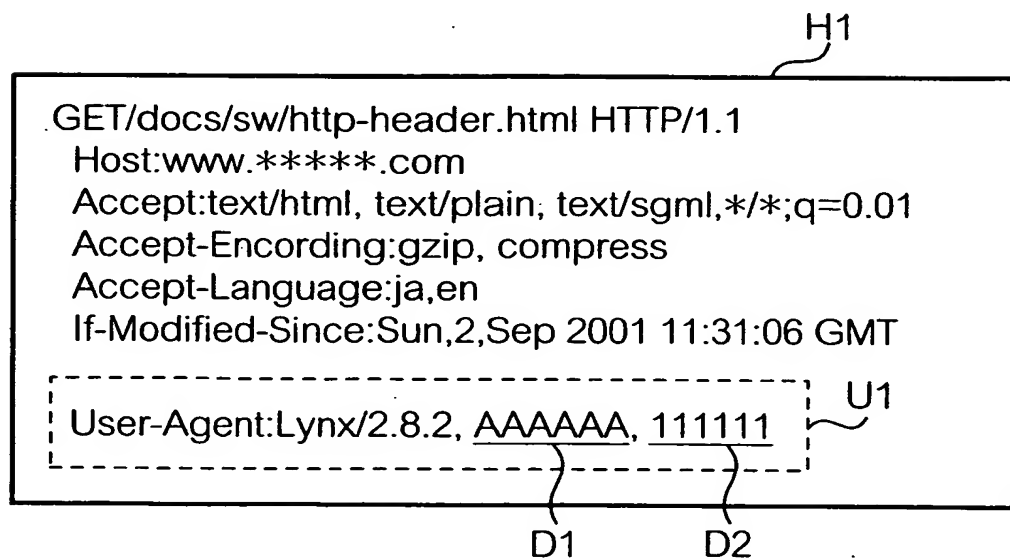 H1
GET/docs/sw/http-header.html HTTP/1.1
Host:www.*****.com
Accept:text/html, text/plain, text/sgml,*/*;q=0.01
Accept-Encording:gzip, compress
Accept-Language:ja,en
If-Modified-Since:Sun,2,Sep 2001 11:31:06 GMT
User-Agent:Lynx/2.8.2, AAAAAA, 111111
U1
D1 D2